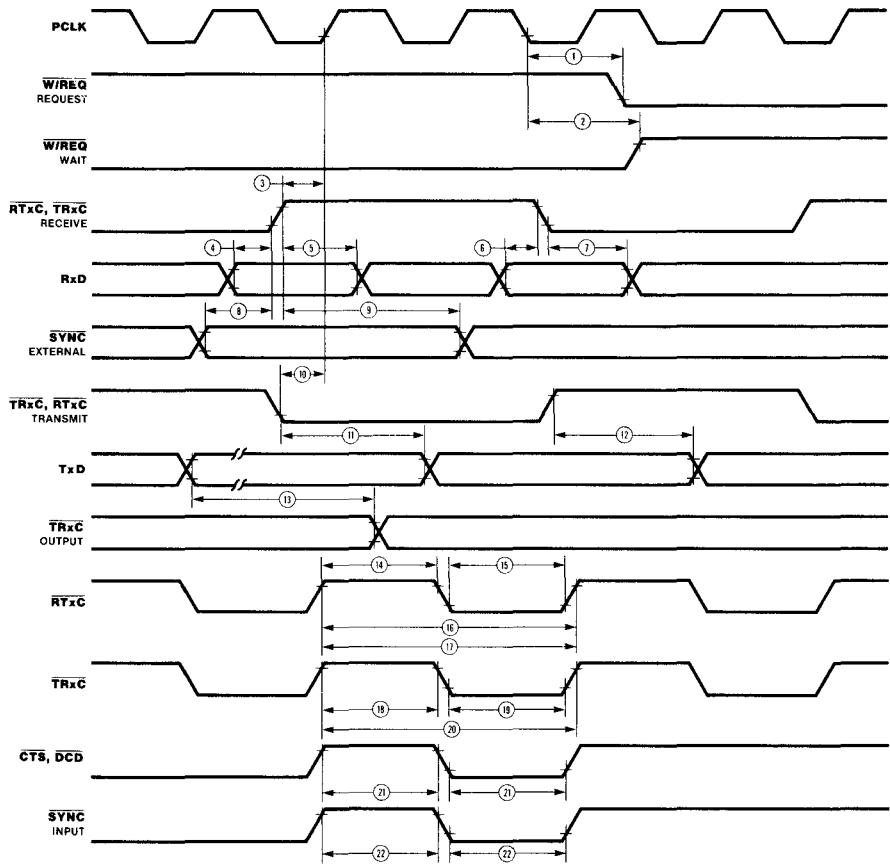 PCLK
1
W/REQ
REQUEST
2
W/REQ
WAIT
3
RTxC, TRxC
RECEIVE
4
5
6
7
RxD
8
9
SYNC
EXTERNAL
10
TRxC, RTxC
TRANSMIT
11
12
TxD
13
TRxC
OUTPUT
14
15
RTxC
16
17
TRxC
18
19
20
CTS, DCD
21
21
SYNC
INPUT
22
22